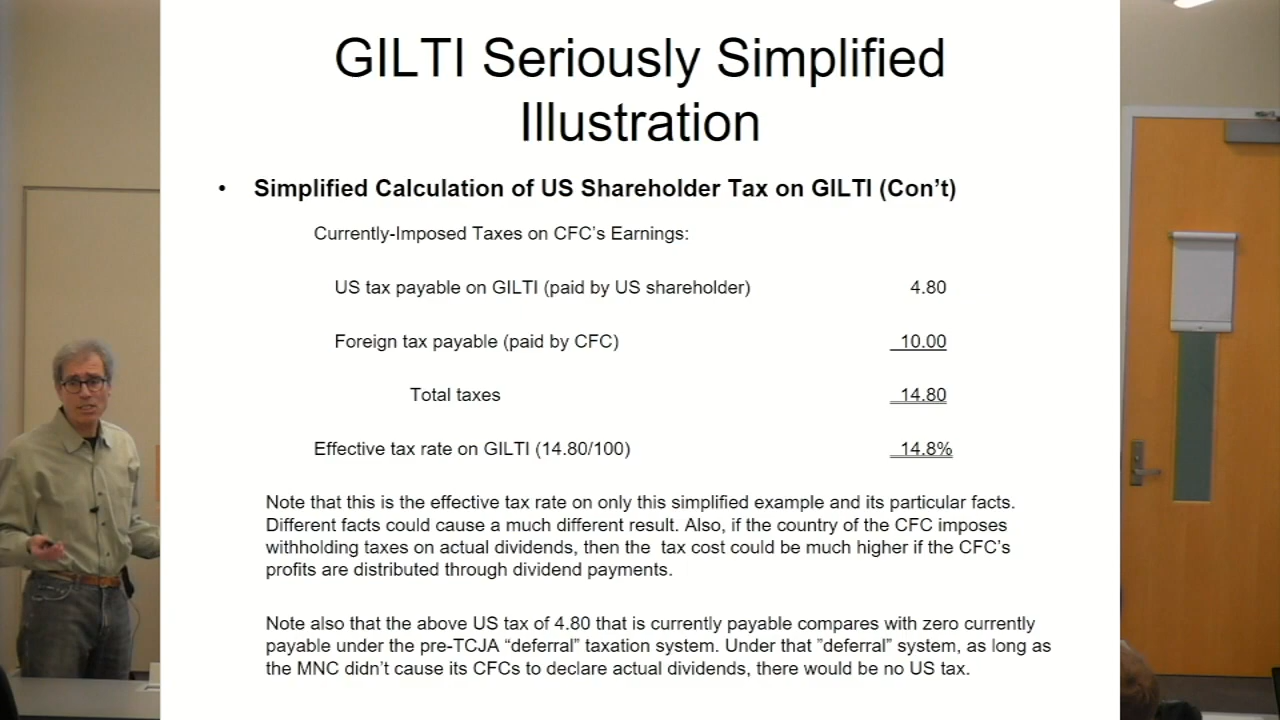 GILTI Seriously Simplified
Illustration
• Simplified Calculation of US Shareholder Tax on GILTI (Con’t)
Currently-Imposed Taxes on CFC’s Earnings:
US tax payable on GILTI (paid by US shareholder) 4.80
Foreign tax payable (paid by CFC) 10.00
Total taxes 14.80
Effective tax rate on GILTI (14.80/100) 14.8%
Note that this is the effective tax rate on only this simplified example and its particular facts.
Different facts could cause a much different result. Also, if the country of the CFC imposes
withholding taxes on actual dividends, then the tax cost could be much higher if the CFC’s
profits are distributed through dividend payments.
Note also that the above US tax of 4.80 that is currently payable compares with zero currently
payable under the pre-TCJA “deferral” taxation system. Under that ”deferral” system, as long as
the MNC didn’t cause its CFCs to declare actual dividends, there would be no US tax.